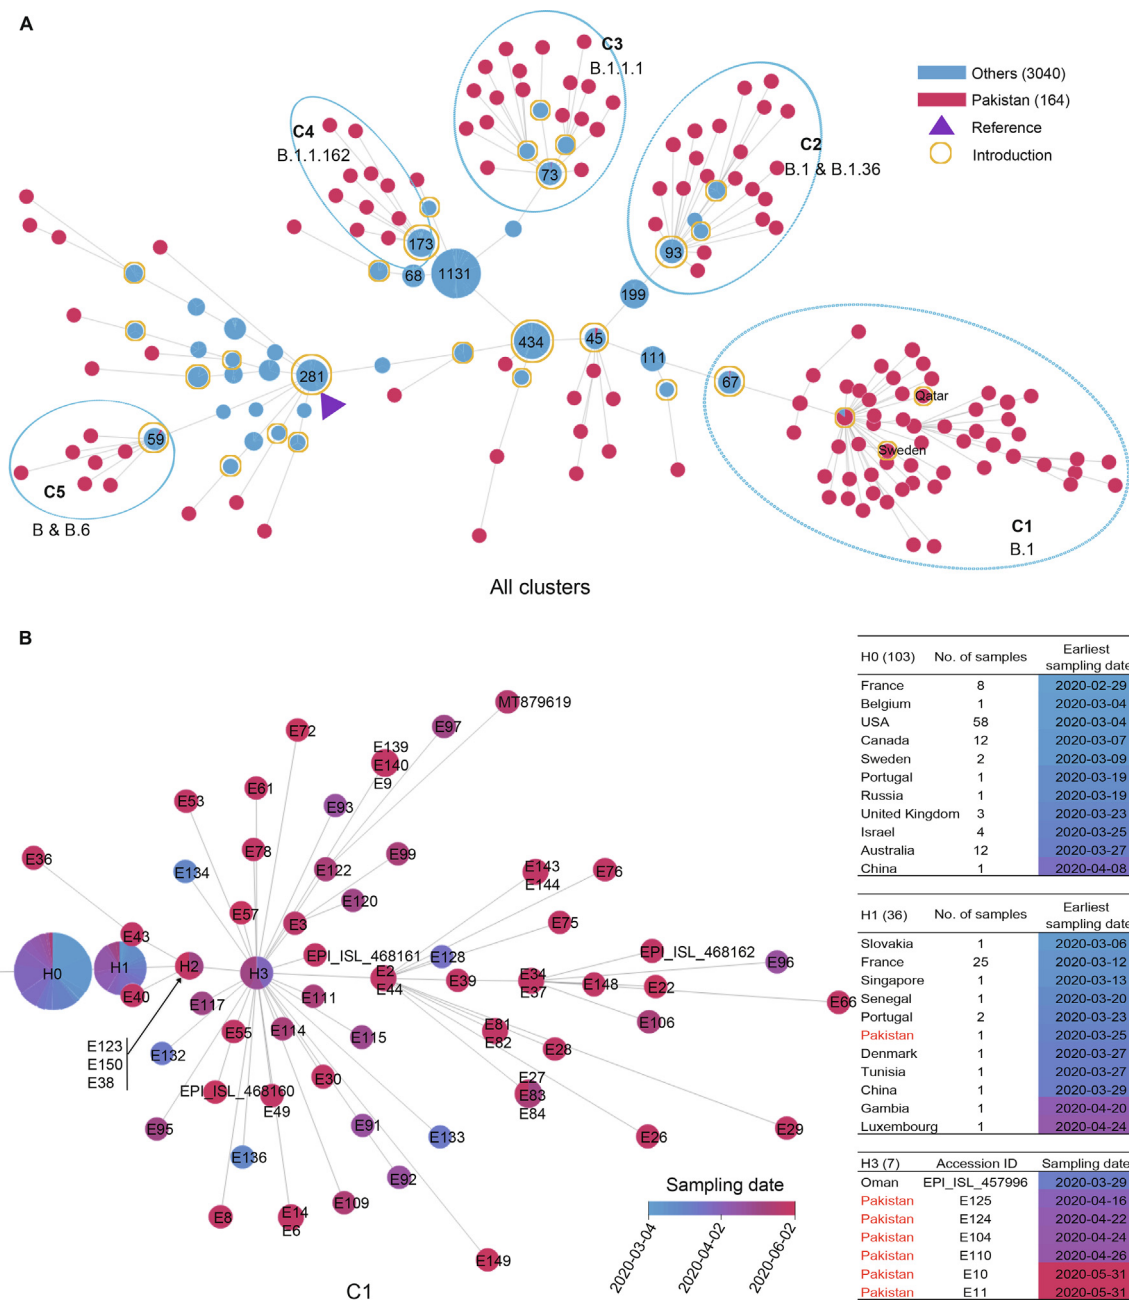 A
C3
B.1.1.1
Others (3040)
Pakistan (164)
Reference
Introduction
C4
B.1.1.162
C2
B.1 & B.1.36
73
173
93
68
1131
199
434
45
111
281
67
Qatar
59
Sweden
C5
B & B.6
C1
B.1
All clusters
B
H0 (103) No. of samples Earliest sampling date
France 8 2020-02-29
Belgium 1 2020-03-04
USA 58 2020-03-04
Canada 12 2020-03-07
Sweden 2 2020-03-09
Portugal 1 2020-03-19
Russia 1 2020-03-19
United Kingdom 3 2020-03-23
Israel 4 2020-03-25
Australia 12 2020-03-27
China 1 2020-04-08
H1 (36) No. of samples Earliest sampling date
Slovakia 1 2020-03-06
France 25 2020-03-12
Singapore 1 2020-03-13
Senegal 1 2020-03-20
Portugal 2 2020-03-23
Pakistan 1 2020-03-25
Denmark 1 2020-03-27
Tunisia 1 2020-03-27
China 1 2020-03-29
Gambia 1 2020-04-20
Luxembourg 1 2020-04-24
H3 (7) Accession ID Sampling date
Oman EPI_ISL_457996 2020-03-29
Pakistan E125 2020-04-16
Pakistan E124 2020-04-22
Pakistan E104 2020-04-24
Pakistan E110 2020-04-26
Pakistan E10 2020-05-31
Pakistan E11 2020-05-31
MT879619
E72
E97
E139
E140
E9
E61
E53
E93
E36
E78
E99
E134
E122
E143
E144
E76
E120
E57
E3
E75
E43
EPI_ISL_468161
E128
EPI_ISL_468162
E96
H0
H1
H2
H3
E2
E44
E39
E34
E37
E148
E22
E40
E117
E111
E66
E55
E114
E115
E81
E82
E106
E123
E150
E38
E132
E28
E30
E27
E83
E84
EPI_ISL_468160
E49
E95
E91
E133
E26
E29
E136
E92
E109
E8
E14
E6
E149
Sampling date
2020-03-04
2020-04-02
2020-06-02
C1